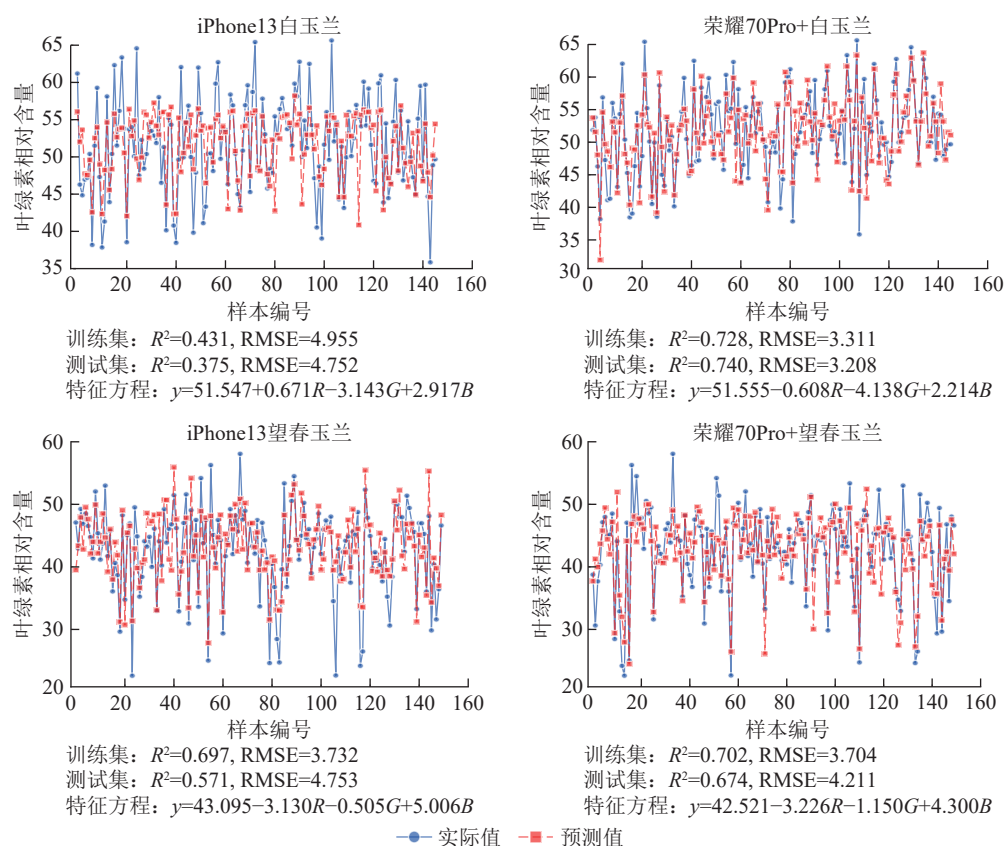 iPhone13白玉兰
叶绿素相对含量
65
60
55
50
45
40
35
0
20
40
60
80
100
120
140
160
样本编号
训练集：R²=0.431, RMSE=4.955
测试集：R²=0.375, RMSE=4.752
特征方程：y=51.547+0.671R−3.143G+2.917B
荣耀70Pro+白玉兰
叶绿素相对含量
65
60
55
50
45
40
35
30
0
20
40
60
80
100
120
140
160
样本编号
训练集：R²=0.728, RMSE=3.311
测试集：R²=0.740, RMSE=3.208
特征方程：y=51.555−0.608R−4.138G+2.214B
iPhone13望春玉兰
叶绿素相对含量
60
50
40
30
20
0
20
40
60
80
100
120
140
160
样本编号
训练集：R²=0.697, RMSE=3.732
测试集：R²=0.571, RMSE=4.753
特征方程：y=43.095−3.130R−0.505G+5.006B
荣耀70Pro+望春玉兰
叶绿素相对含量
60
50
40
30
20
0
20
40
60
80
100
120
140
160
样本编号
训练集：R²=0.702, RMSE=3.704
测试集：R²=0.674, RMSE=4.211
特征方程：y=42.521−3.226R−1.150G+4.300B
实际值 预测值